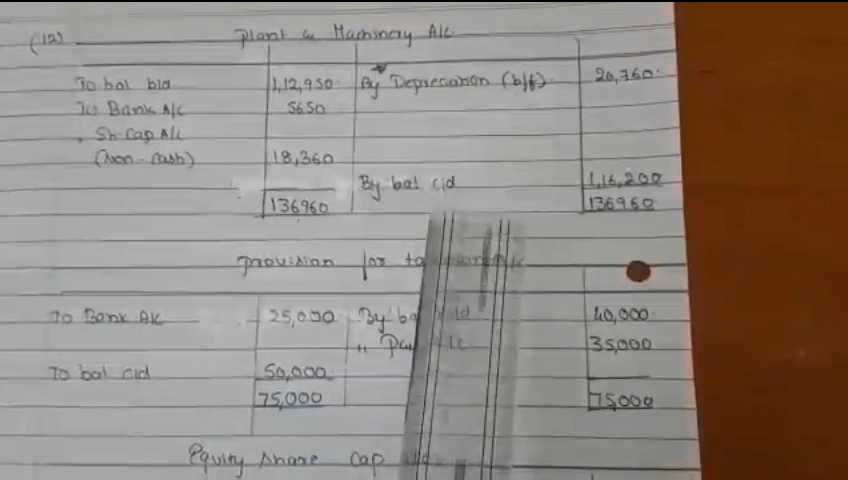 (12) Plant & Machinery A/c
To bal b/d 1,12,950. By Depreciation (b/f). 20,760.
To Bank A/c 5650
" Sh Cap A/c
(Non-cash) 18,360
By bal c/d 1,16,200
136960 136960
Provision for
To Bank A/c 25,000 By 40,000.
" 35,000
To bal c/d 50,000
75,000 75,000
Equity Share Cap